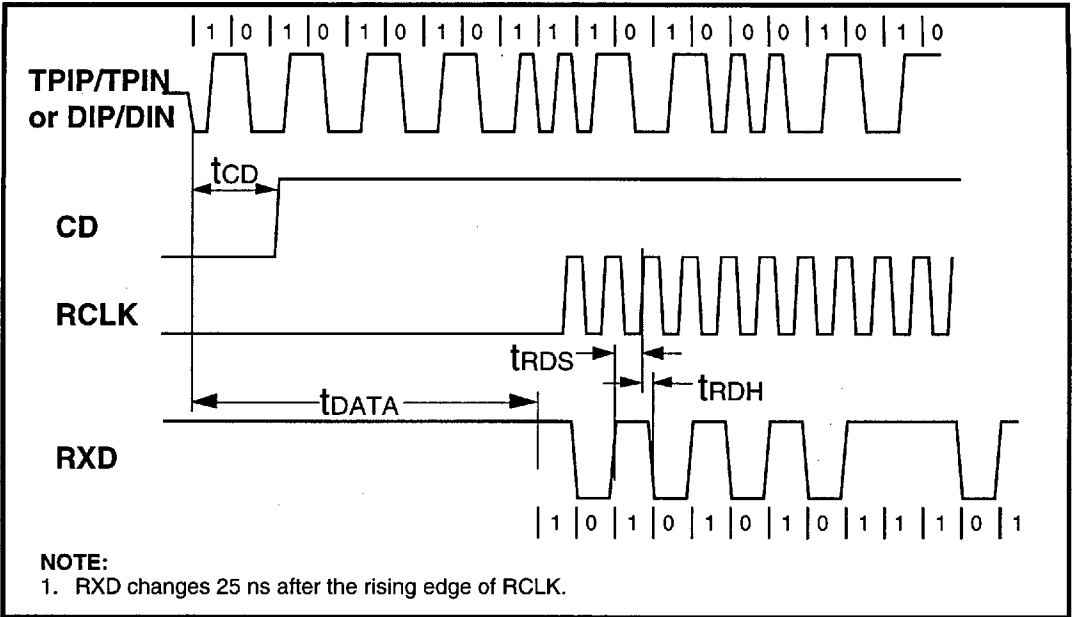 |1|0|1|0|1|0|1|0|1|1|1|0|1|0|0|0|1|0|1|0
TPIP/TPIN
or DIP/DIN
tCD
CD
RCLK
tRDS
tRDH
tDATA
RXD
|1|0|1|0|1|0|1|0|1|1|1|0|1
NOTE:
1. RXD changes 25 ns after the rising edge of RCLK.